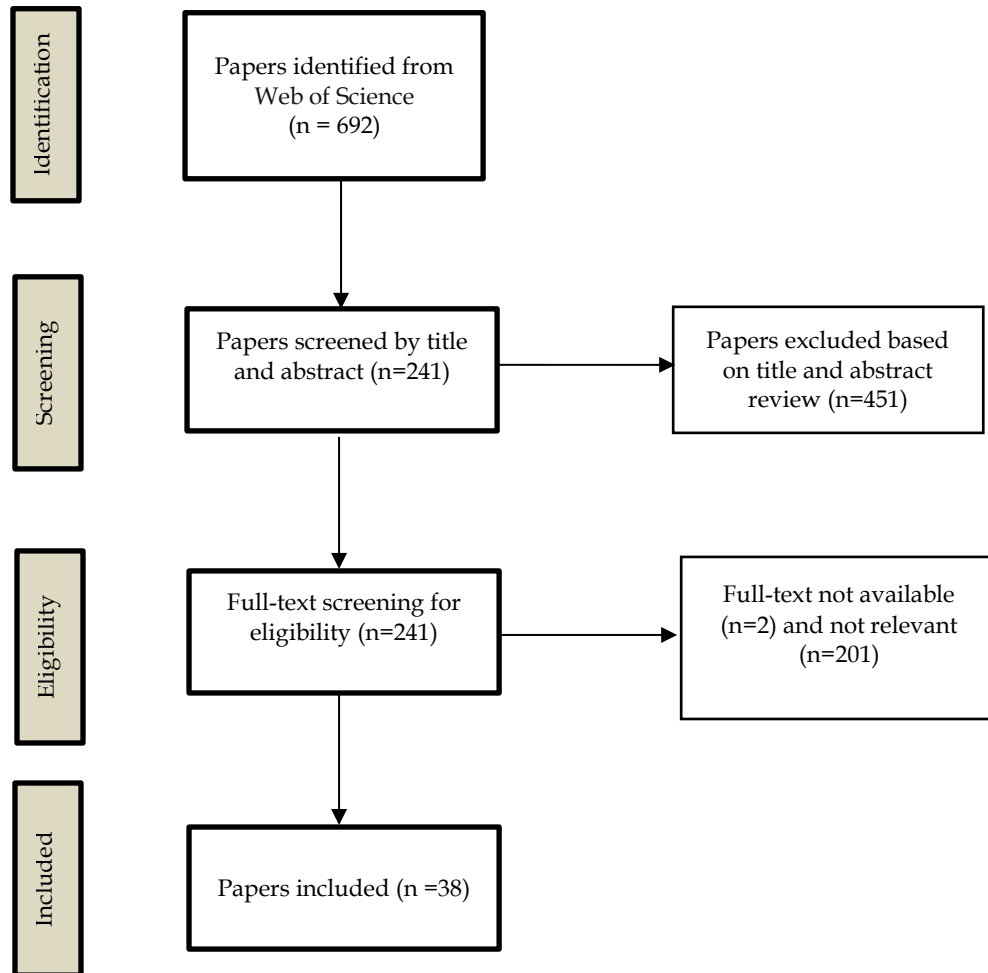 Identification
Papers identified from
Web of Science
(n = 692)
Screening
Papers screened by title
and abstract (n=241)
Papers excluded based
on title and abstract
review (n=451)
Eligibility
Full-text screening for
eligibility (n=241)
Full-text not available
(n=2) and not relevant
(n=201)
Included
Papers included (n =38)